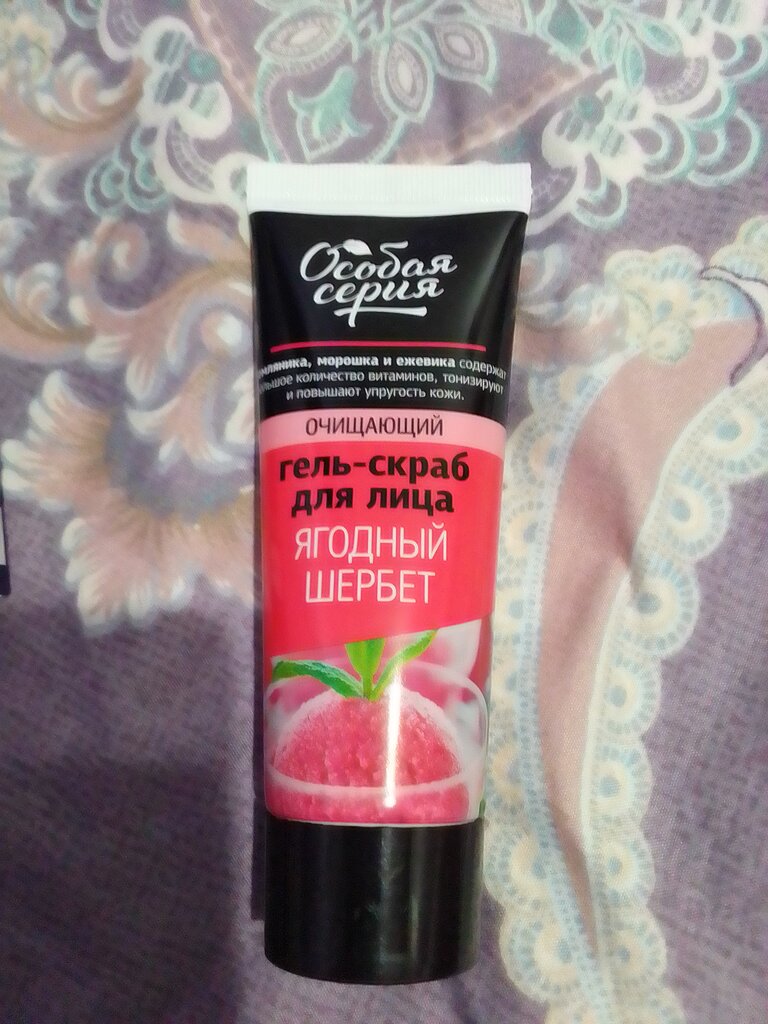 Особая
серия
морошка и ежевика содержат
количество витаминов, тонизируют
и повышают упругость кожи.
ОЧИЩАЮЩИЙ
гель-скраб
для лица
ЯГОДНЫЙ
ШЕРБЕТ